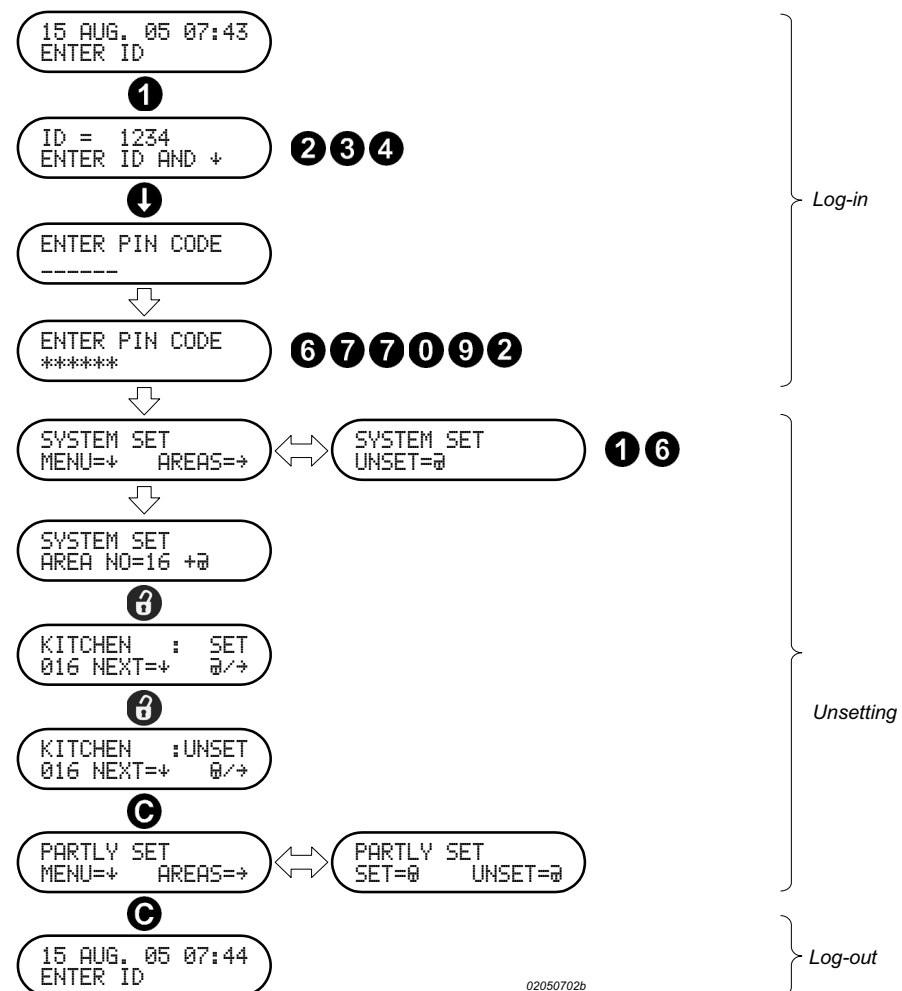 15 AUG. 05 07:43
ENTER ID
1
ID = 1234
ENTER ID AND ↓
2 3 4
↓
Log-in
ENTER PIN CODE
------
ENTER PIN CODE
******
6 7 7 0 9 2
SYSTEM SET
MENU=↓ AREAS=→
SYSTEM SET
UNSET=
1 6
SYSTEM SET
AREA NO=16 +
KITCHEN : SET
016 NEXT=↓ /→
Unsetting
KITCHEN :UNSET
016 NEXT=↓ /→
C
PARTLY SET
MENU=↓ AREAS=→
PARTLY SET
SET= UNSET=
C
15 AUG. 05 07:44
ENTER ID
Log-out
02050702b